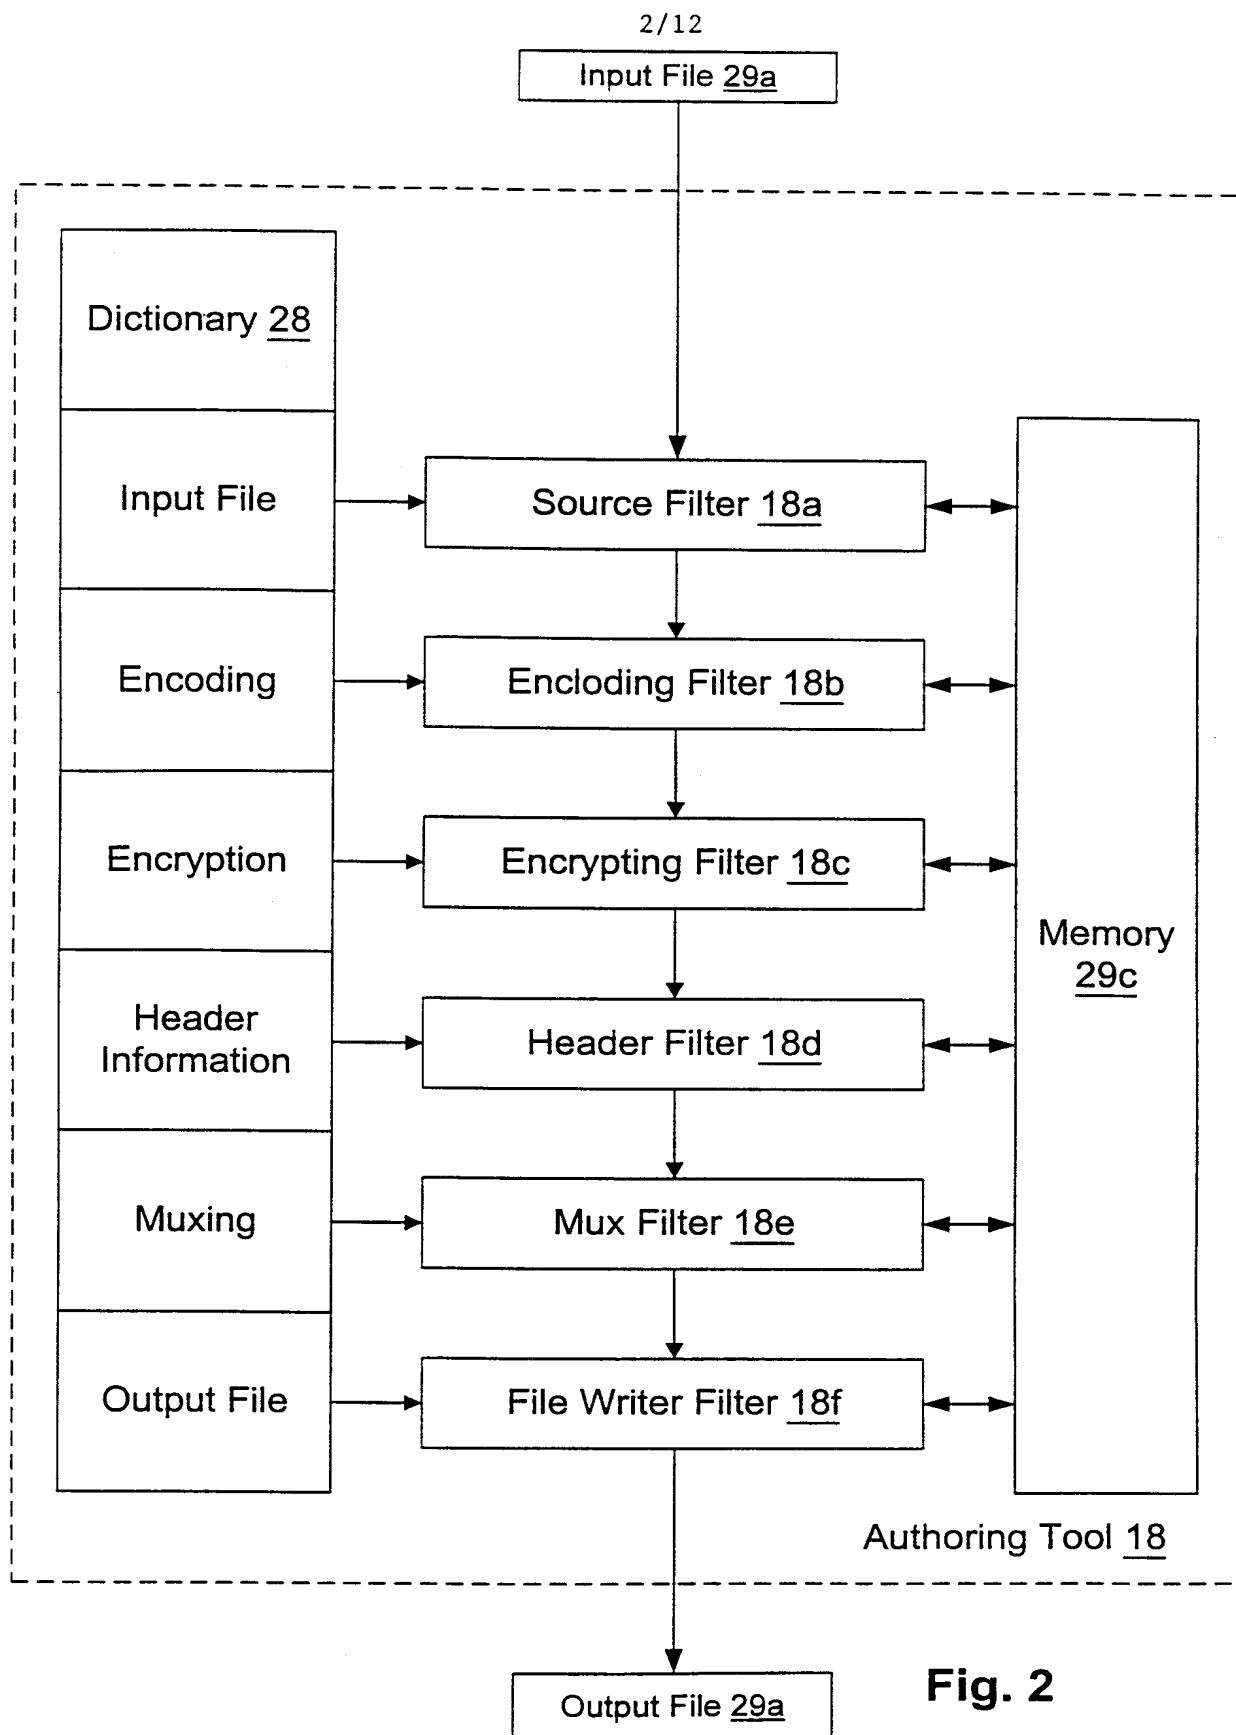 2/12
Input File 29a
Dictionary 28
Input File
Source Filter 18a
Encoding
Encloding Filter 18b
Encryption
Encrypting Filter 18c
Memory
29c
Header
Information
Header Filter 18d
Muxing
Mux Filter 18e
Output File
File Writer Filter 18f
Authoring Tool 18
Output File 29a
Fig. 2